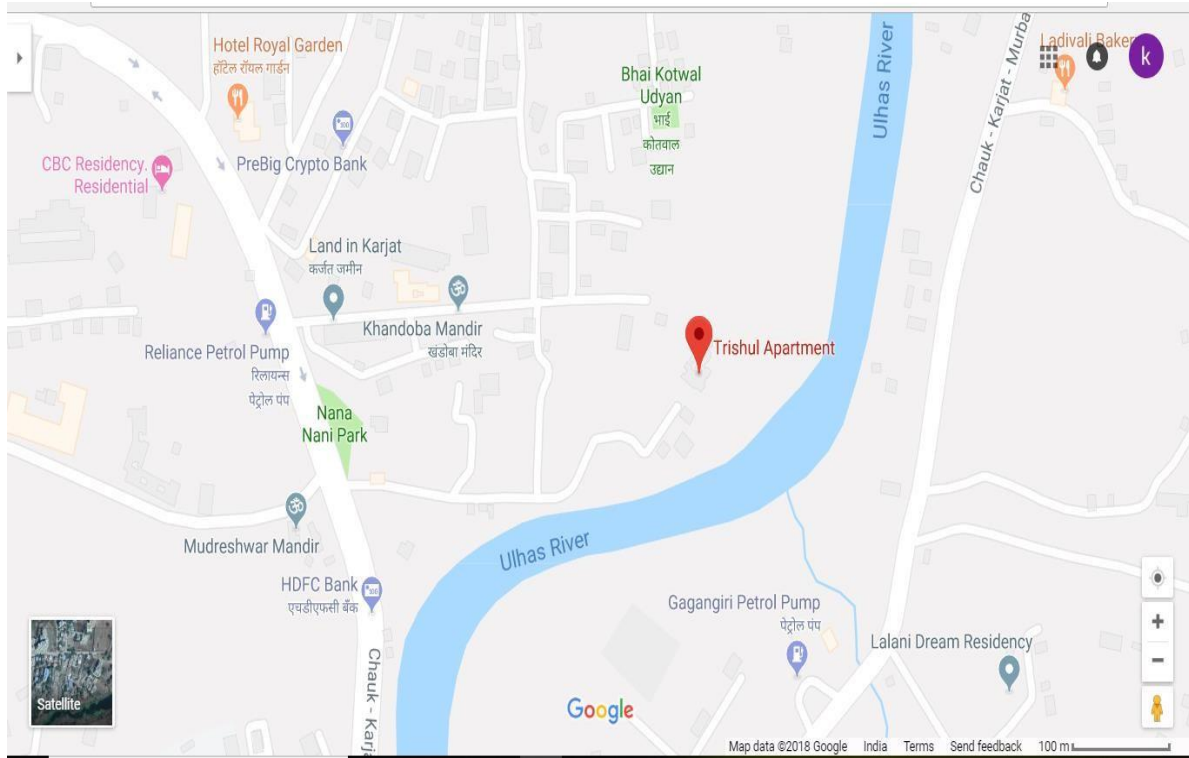 Hotel Royal Garden
हॉटेल रॉयल गार्डन
PreBig Crypto Bank
CBC Residency.
Residential
Bhai Kotwal
Udyan
भाई
कोतवाल
उद्यान
Ulhas River
Chauk - Karjat - Murba
Ladivali Baker
k
Land in Karjat
कर्जत जमीन
Khandoba Mandir
खंडोबा मंदिर
Reliance Petrol Pump
रिलायन्स
पेट्रोल पंप
Trishul Apartment
Nana
Nani Park
Mudreshwar Mandir
Ulhas River
HDFC Bank
एचडीएफसी बैंक
Gagangiri Petrol Pump
पेट्रोल पंप
Lalani Dream Residency
Chauk - Karj
Satellite
Google
Map data ©2018 Google India Terms Send feedback 100 m